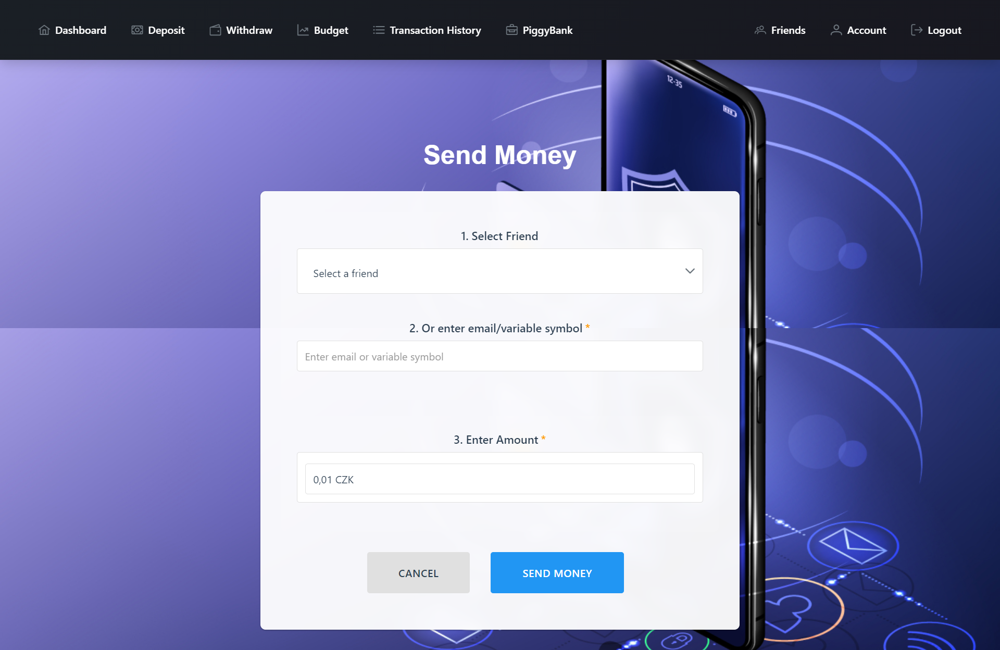 Dashboard
Deposit
Withdraw
Budget
Transaction History
PiggyBank
Friends
Account
Logout
12-35
Send Money
1. Select Friend
Select a friend
2. Or enter email/variable symbol *
Enter email or variable symbol
3. Enter Amount *
0,01 CZK
CANCEL
SEND MONEY